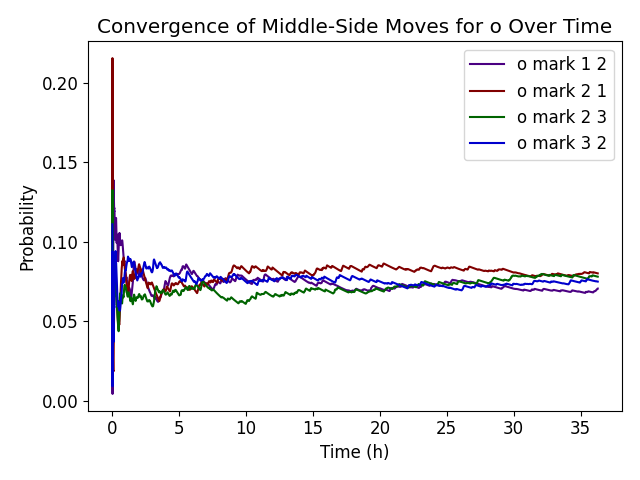 Convergence of Middle-Side Moves for o Over Time
o mark 1 2
o mark 2 1
o mark 2 3
o mark 3 2
Probability
0.20
0.15
0.10
0.05
0.00
0 5 10 15 20 25 30 35
Time (h)